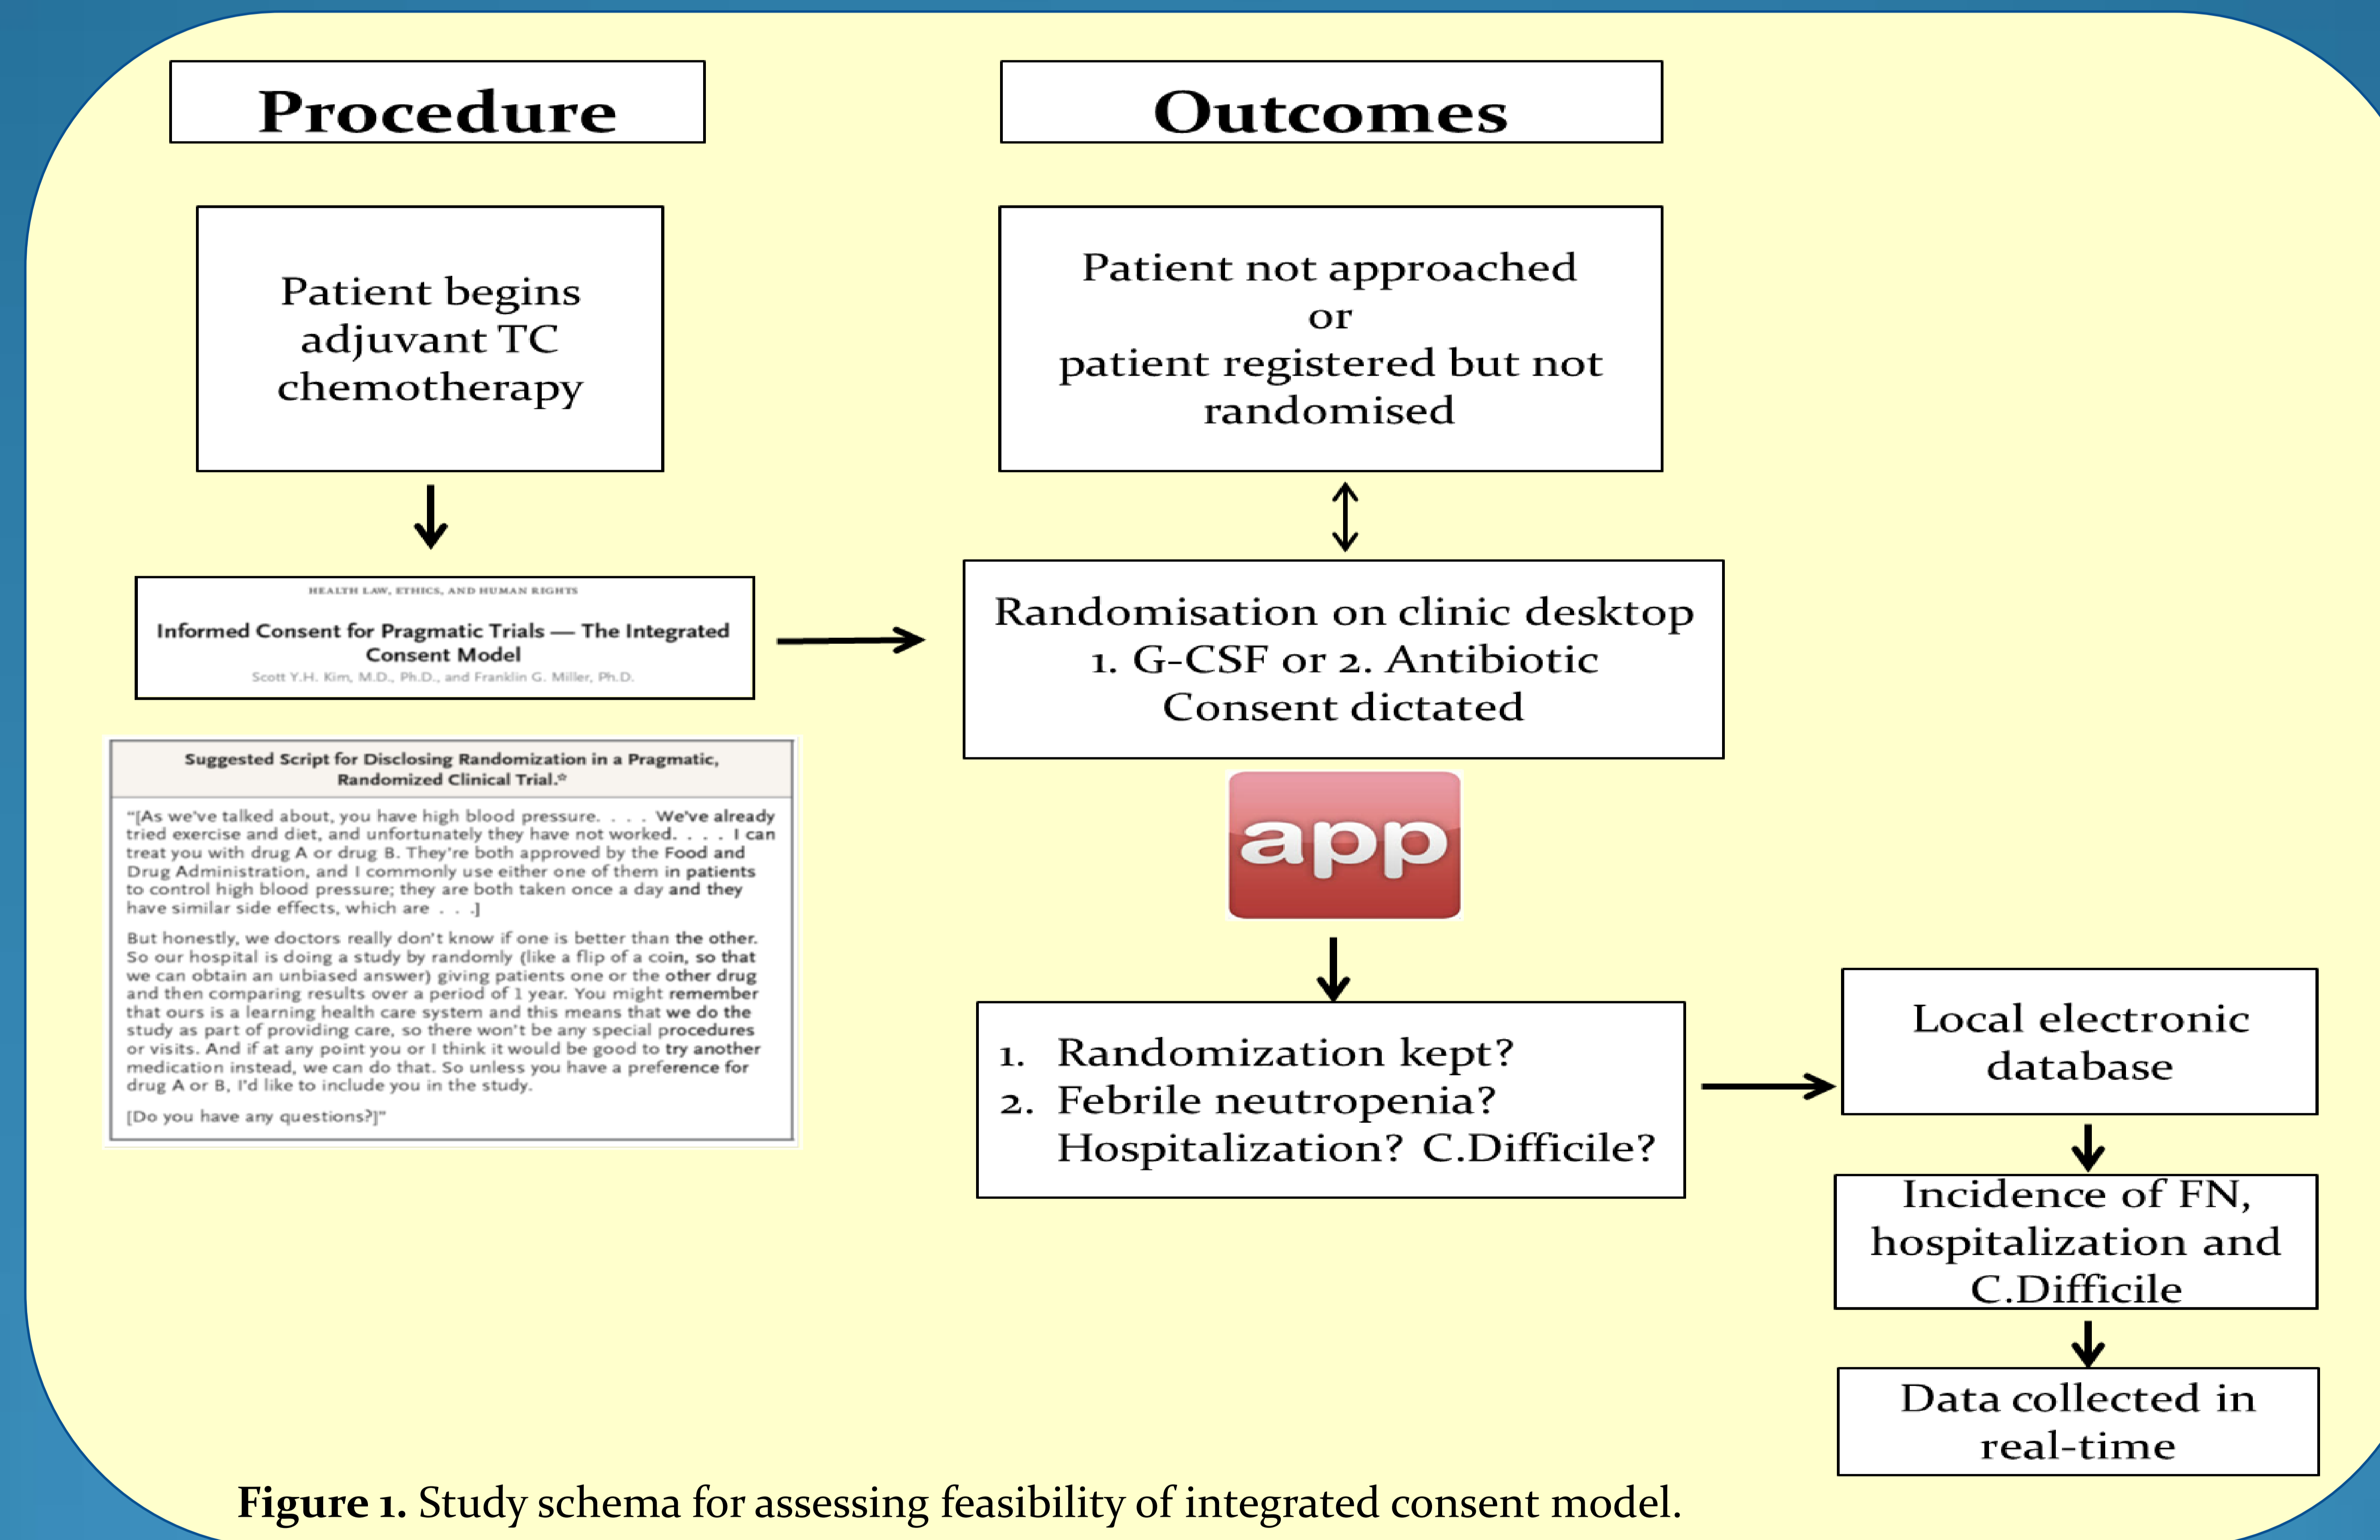 Procedure
Patient begins
adjuvant TC
chemotherapy
HEALTH LAW, ETHICS, AND HUMAN RIGHTS
Informed Consent for Pragmatic Trials — The Integrated
Consent Model
Scott Y.H. Kim, M.D., Ph.D., and Franklin G. Miller, Ph.D.
Suggested Script for Disclosing Randomization in a Pragmatic,
Randomized Clinical Trial.*
“[As we've talked about, you have high blood pressure. . . . We've already
tried exercise and diet, and unfortunately they have not worked. . . . I can
treat you with drug A or drug B. They're both approved by the Food and
Drug Administration, and I commonly use either one of them in patients
to control high blood pressure; they are both taken once a day and they
have similar side effects, which are . . .]
But honestly, we doctors really don't know if one is better than the other.
So our hospital is doing a study by randomly (like a flip of a coin, so that
we can obtain an unbiased answer) giving patients one or the other drug
and then comparing results over a period of 1 year. You might remember
that ours is a learning health care system and this means that we do the
study as part of providing care, so there won't be any special procedures
or visits. And if at any point you or I think it would be good to try another
medication instead, we can do that. So unless you have a preference for
drug A or B, I'd like to include you in the study.
[Do you have any questions?]”
Outcomes
Patient not approached
or
patient registered but not
randomised
Randomisation on clinic desktop
1. G-CSF or 2. Antibiotic
Consent dictated
app
1. Randomization kept?
2. Febrile neutropenia?
Hospitalization? C.Difficile?
Local electronic
database
Incidence of FN,
hospitalization and
C.Difficile
Data collected in
real-time
Figure 1. Study schema for assessing feasibility of integrated consent model.